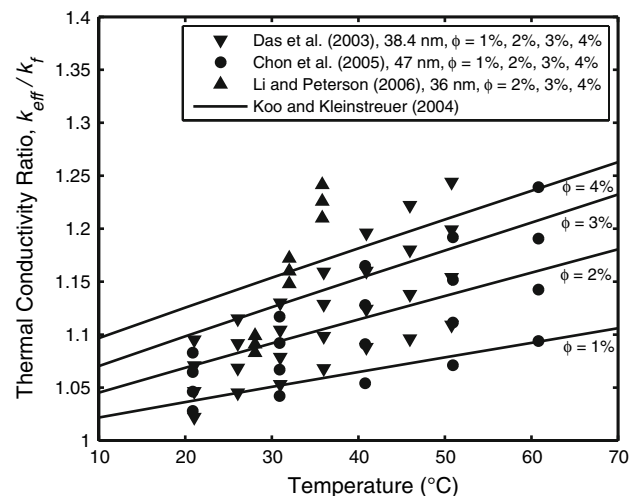 Das et al. (2003), 38.4 nm, ϕ = 1%, 2%, 3%, 4%
Chon et al. (2005), 47 nm, ϕ = 1%, 2%, 3%, 4%
Li and Peterson (2006), 36 nm, ϕ = 2%, 3%, 4%
Koo and Kleinstreuer (2004)
Thermal Conductivity Ratio, k_eff / k_f
1.4
1.35
1.3
1.25
1.2
1.15
1.1
1.05
1
ϕ = 4%
ϕ = 3%
ϕ = 2%
ϕ = 1%
10 20 30 40 50 60 70
Temperature (°C)